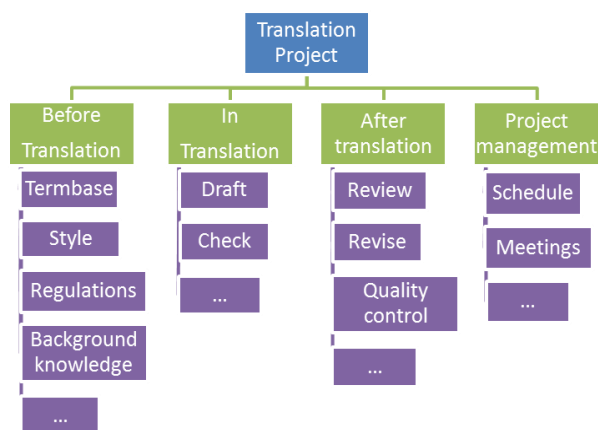 Translation
Project
Before
Translation
Termbase
Style
Regulations
Background
knowledge
...
In
Translation
Draft
Check
...
After
translation
Review
Revise
Quality
control
...
Project
management
Schedule
Meetings
...